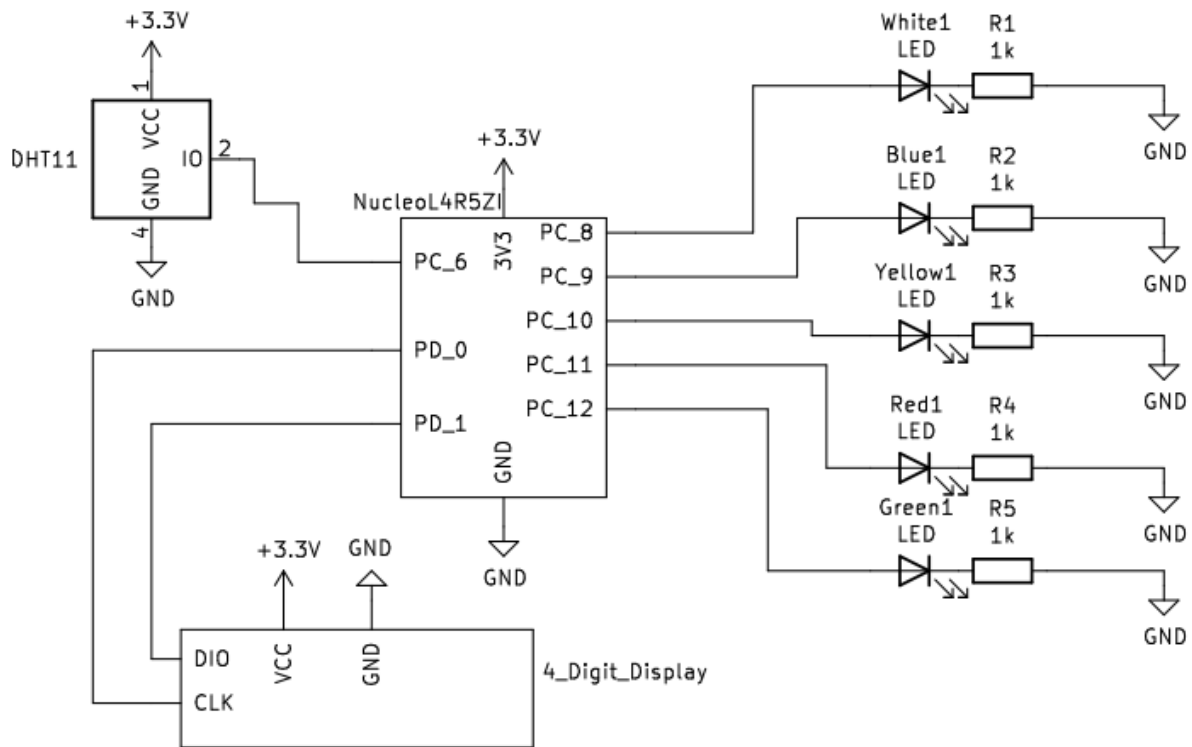 +3.3V
1
VCC
DHT11
IO
2
GND
4
GND
+3.3V
NucleoL4R5ZI
3V3
PC_6
PD_0
PD_1
PC_8
PC_9
PC_10
PC_11
PC_12
GND
GND
White1
LED
R1
1k
GND
Blue1
LED
R2
1k
GND
Yellow1
LED
R3
1k
GND
Red1
LED
R4
1k
GND
Green1
LED
R5
1k
GND
+3.3V
GND
DIO
CLK
VCC
GND
4_Digit_Display